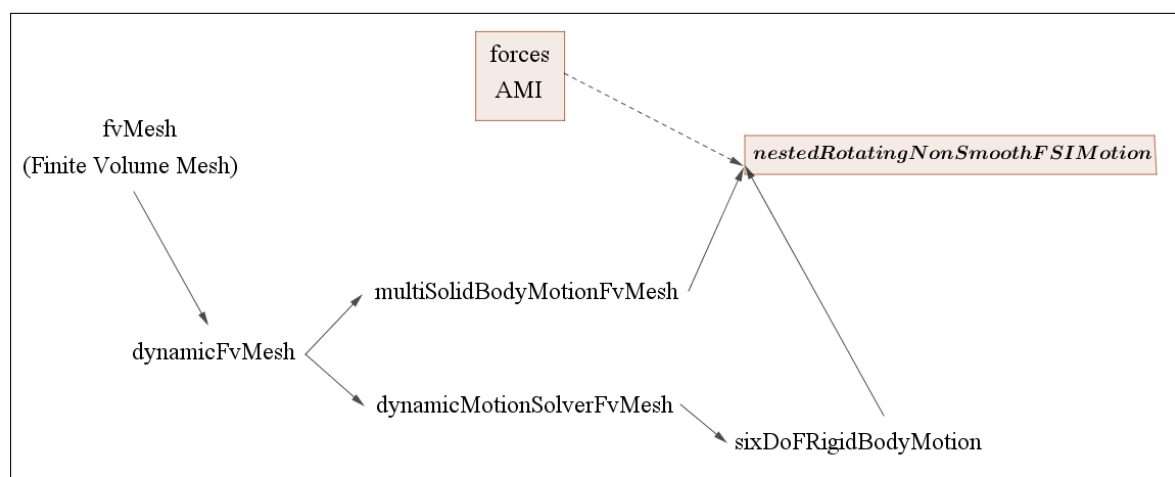 forces
AMI
fvMesh
(Finite Volume Mesh)
nestedRotatingNonSmoothFSIMotion
multiSolidBodyMotionFvMesh
dynamicFvMesh
dynamicMotionSolverFvMesh
sixDoFRigidBodyMotion